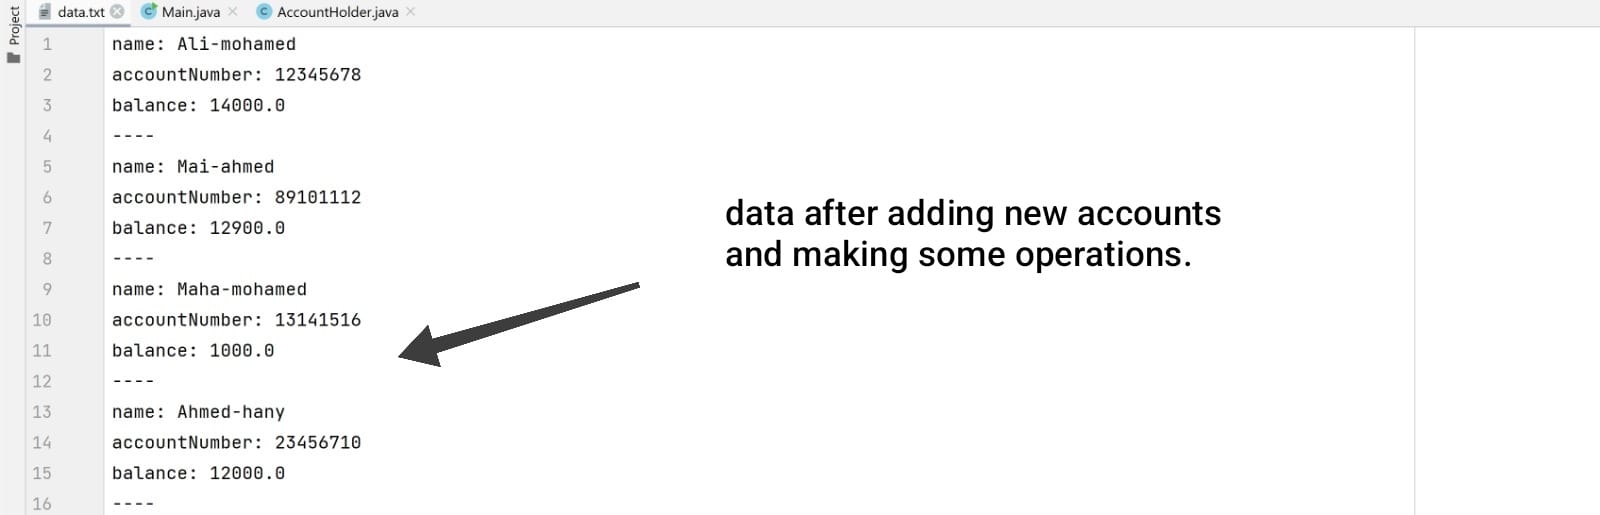 Project
data.txt
Main.java
AccountHolder.java
1 name: Ali-mohamed
2 accountNumber: 12345678
3 balance: 14000.0
4 ----
5 name: Mai-ahmed
6 accountNumber: 89101112
7 balance: 12900.0
8 ----
9 name: Maha-mohamed
10 accountNumber: 13141516
11 balance: 1000.0
12 ----
13 name: Ahmed-hany
14 accountNumber: 23456710
15 balance: 12000.0
16 ----
data after adding new accounts
and making some operations.